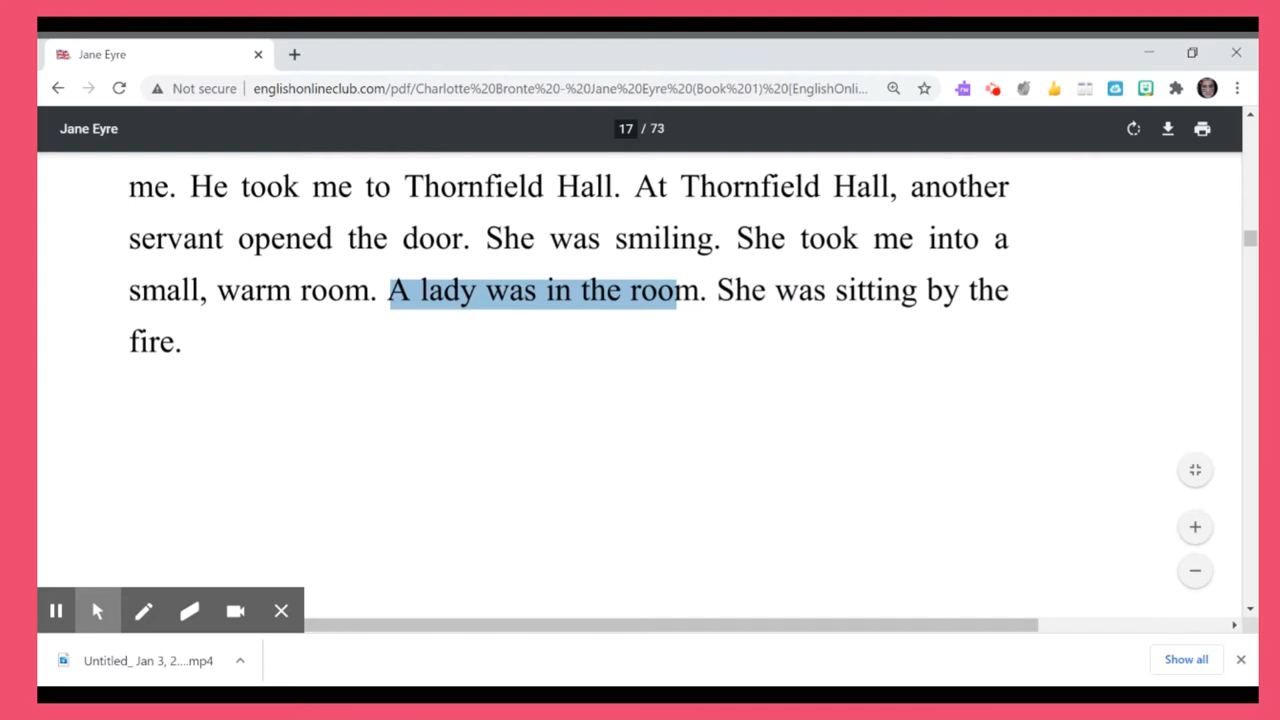 Jane Eyre
Not secure
englishonlineclub.com/pdf/Charlotte%20Bronte%20-%20Jane%20Eyre%20(Book%201)%20[EnglishOnli...
Jane Eyre
17 / 73
me. He took me to Thornfield Hall. At Thornfield Hall, another
servant opened the door. She was smiling. She took me into a
small, warm room. A lady was in the room. She was sitting by the
fire.
Untitled_ Jan 3, 2....mp4
Show all